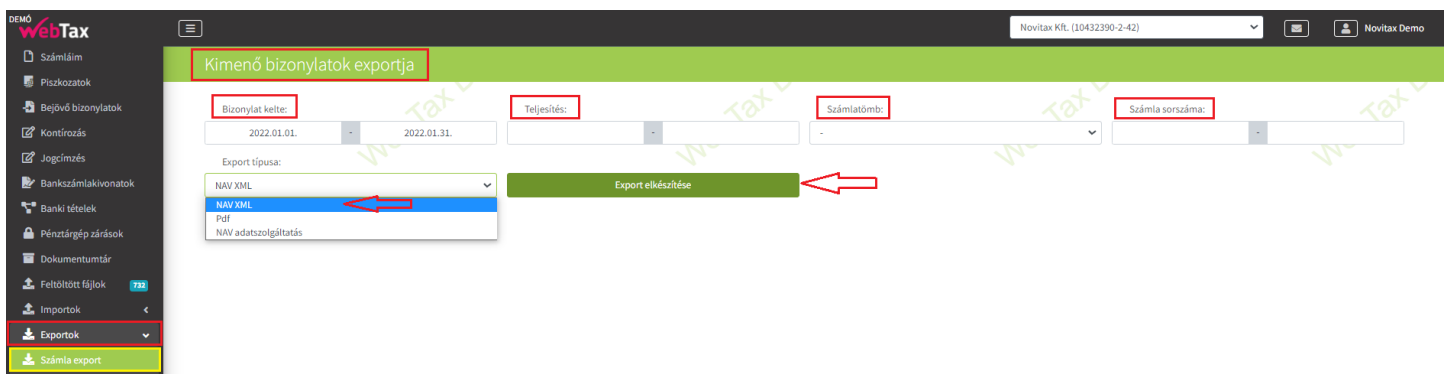 DEMÓ
WebTax
Novitax Kft. (10432390-2-42)
Novitax Demo
Számláim
Piszkozatok
Bejövő bizonylatok
Kontírozás
Jogcímzés
Bankszámlakivonatok
Banki tételek
Pénztárgép zárások
Dokumentumtár
Feltöltött fájlok 732
Importok
Exportok
Számla export
Kimenő bizonylatok exportja
Bizonylat kelte: Teljesítés: Számlatömb: Számla sorszáma:
2022.01.01. - 2022.01.31. - - -
Export típusa:
NAV XML Export elkészítése
NAV XML
Pdf
NAV adatszolgáltatás